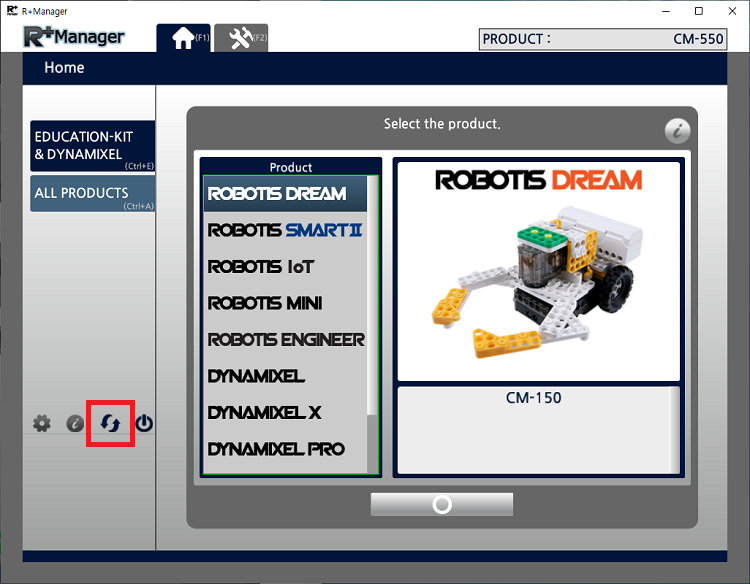 R+ Manager
R+Manager
(F1)
(F2)
PRODUCT : CM-550
Home
EDUCATION-KIT
& DYNAMIXEL
(Ctrl+E)
ALL PRODUCTS
(Ctrl+A)
Select the product.
Product
ROBOTIS DREAM
ROBOTIS SMART II
ROBOTIS IoT
ROBOTIS MINI
ROBOTIS ENGINEER
DYNAMIXEL
DYNAMIXEL X
DYNAMIXEL PRO
ROBOTIS DREAM
CM-150